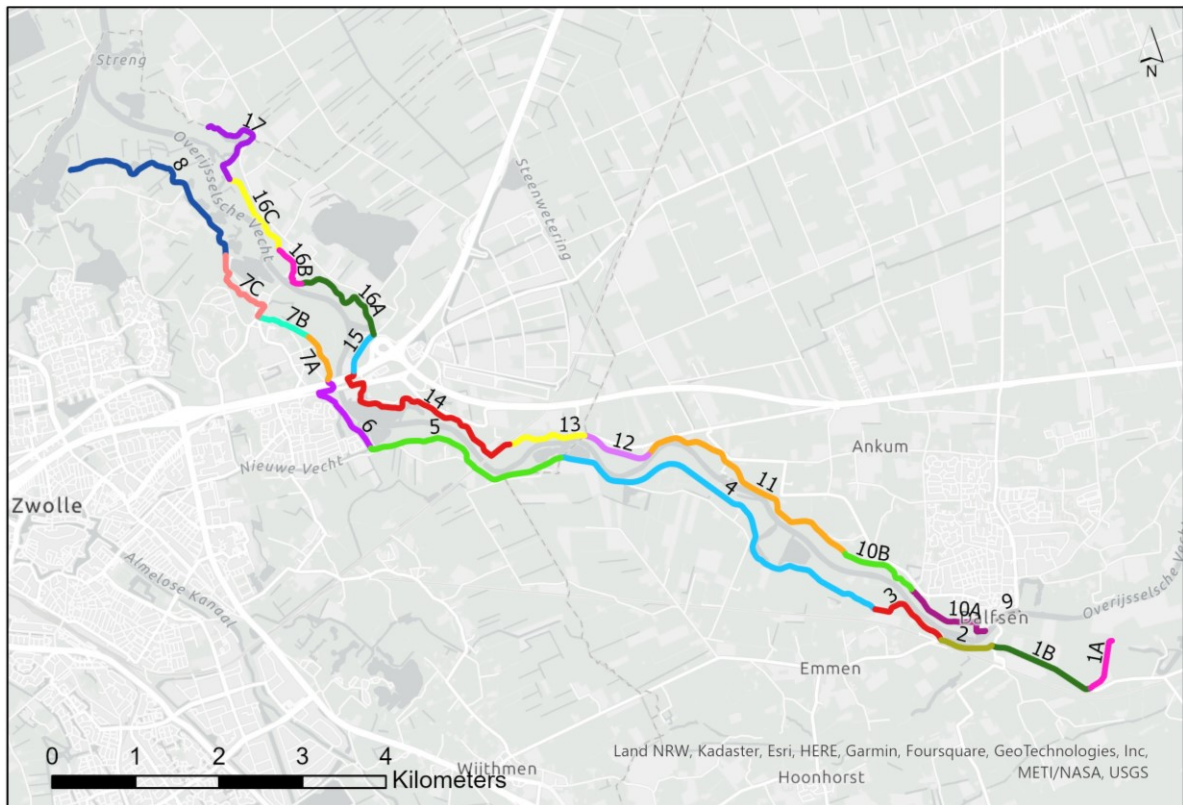 N
Streng
17
Overijsselsche Vecht
8
16C
Steenwetering
16B
16A
7C
7B
15
7A
14
13
6
5
12
Ankum
Nieuwe Vecht
11
4
Zwolle
10B
Almelose Kanaal
3
9
10A
Dalfsen
Overijsselsche Vecht
2
1B
1A
Emmen
0 1 2 3 4
Kilometers
Wijthmen
Land NRW, Kadaster, Esri, HERE, Garmin, Foursquare, GeoTechnologies, Inc,
METI/NASA, USGS
Hoonhorst